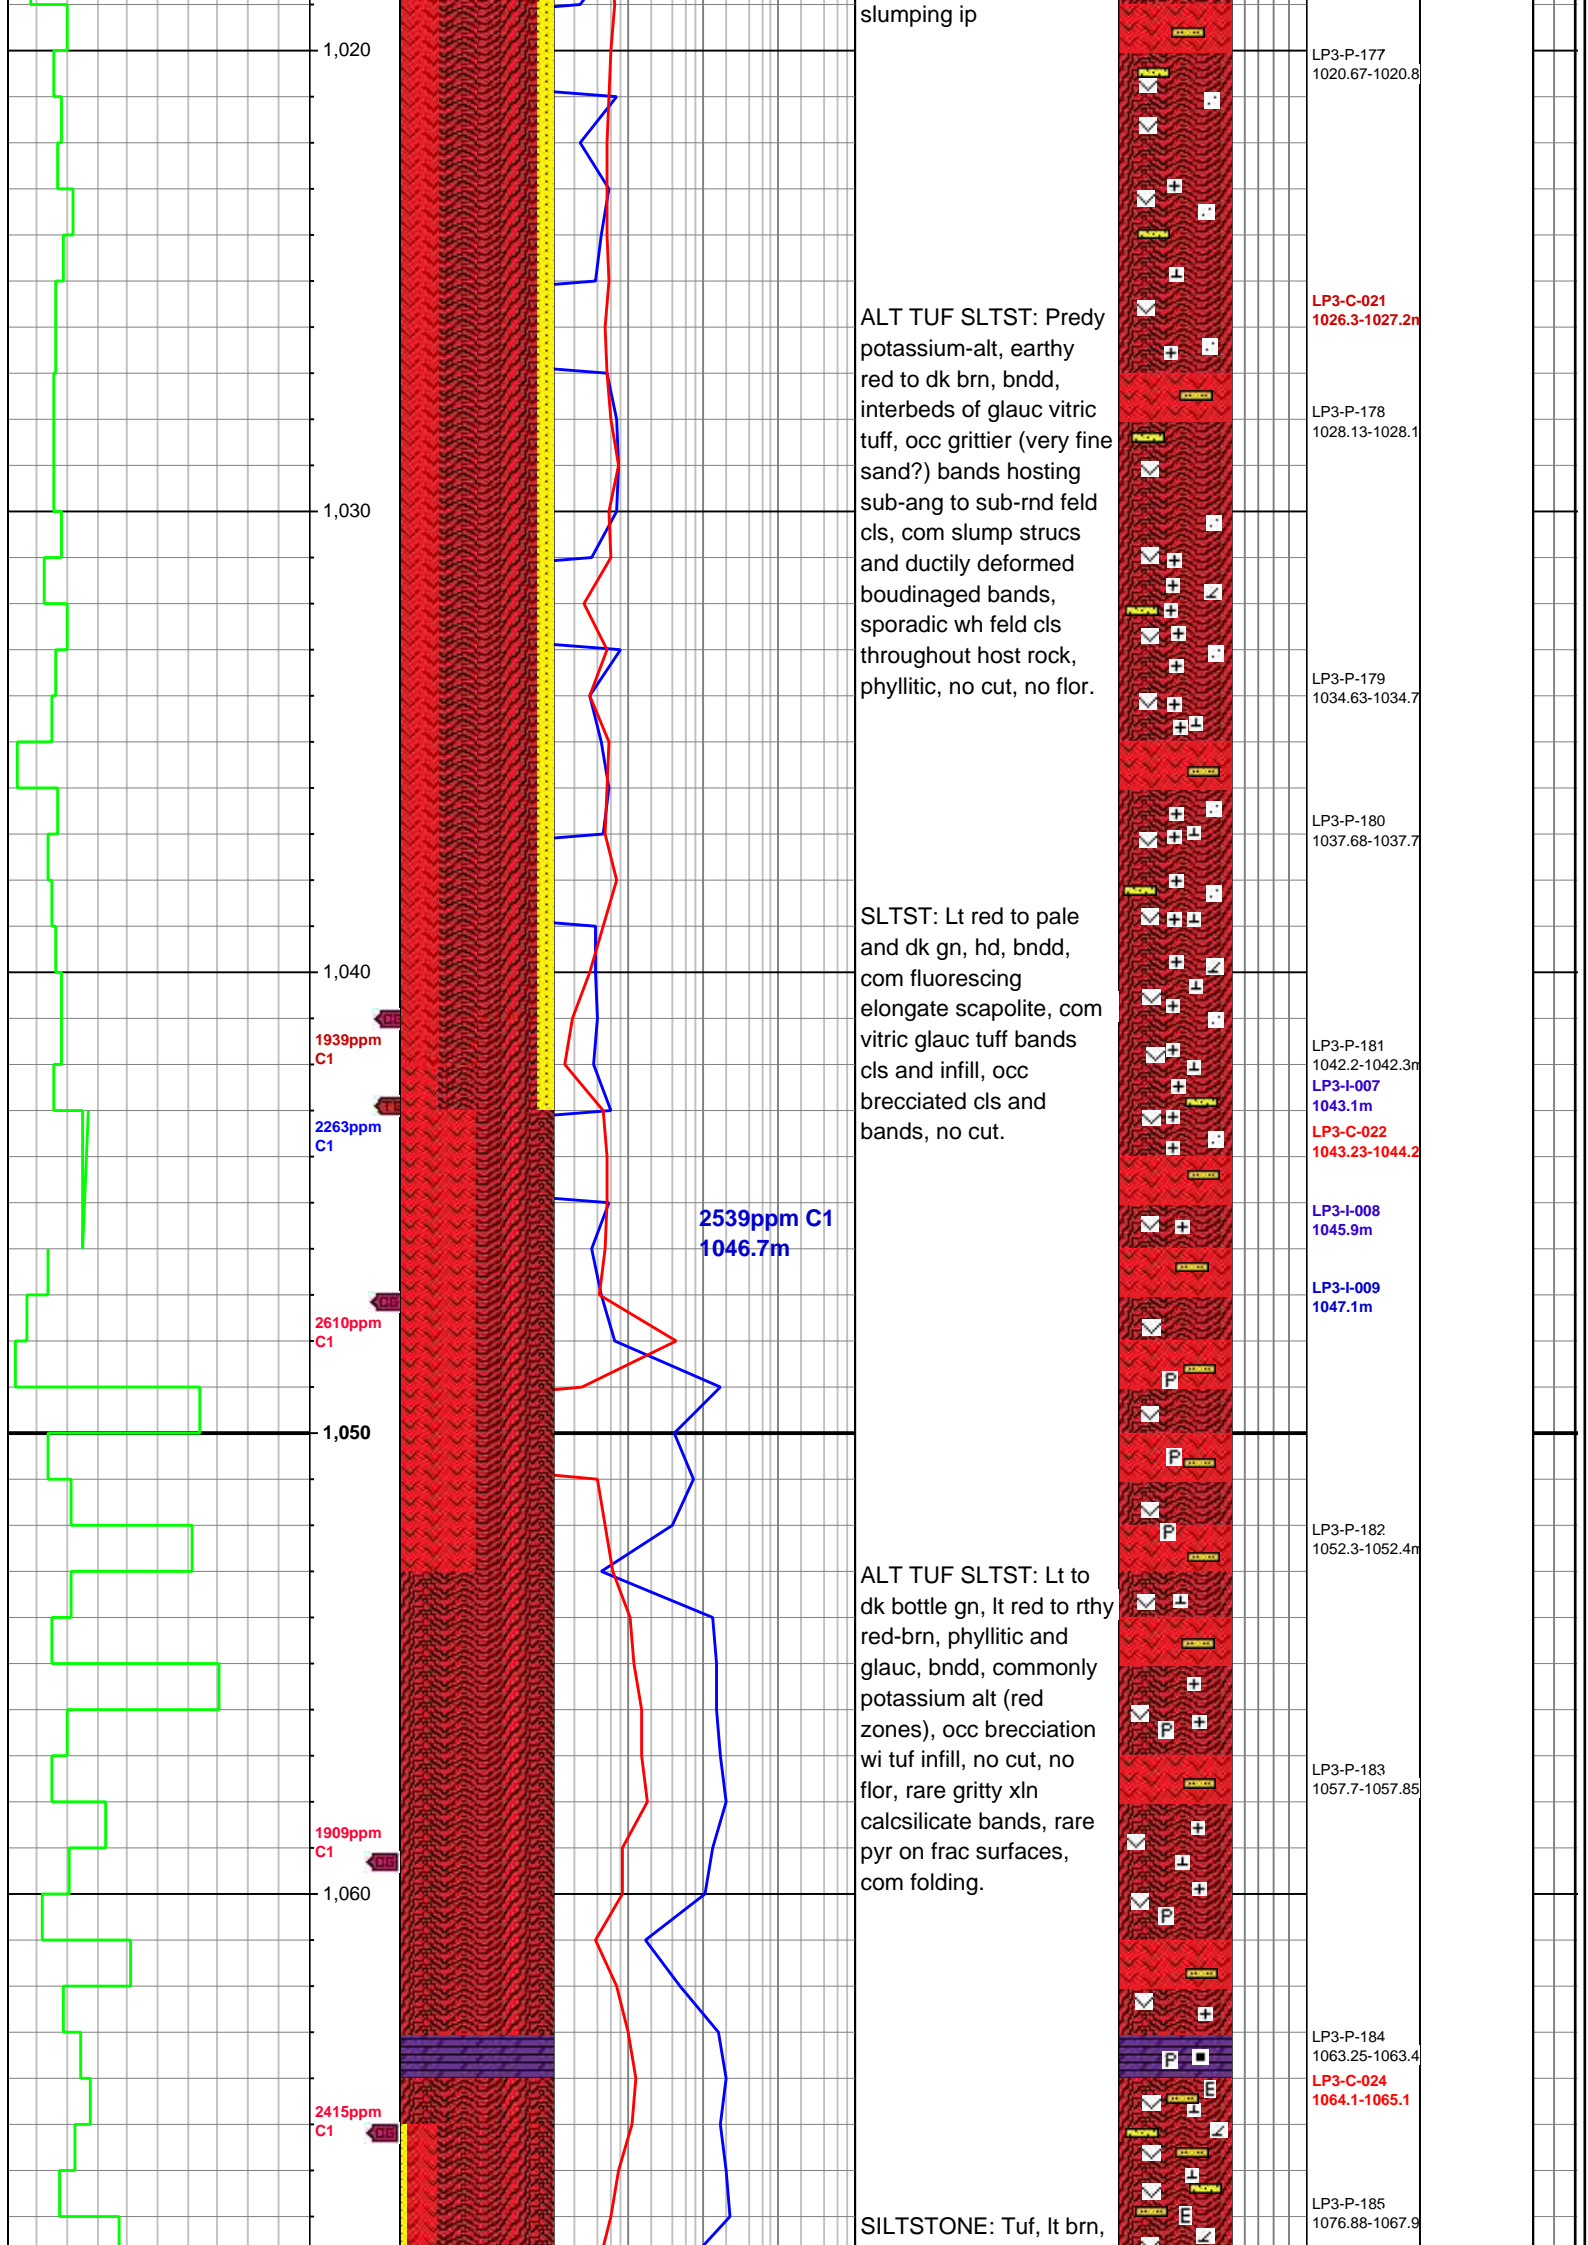 slumping ip
1,020
1,030
1,040
1,050
1,060
1939ppm
C1
2263ppm
C1
2610ppm
C1
1909ppm
C1
2415ppm
C1
2539ppm C1
1046.7m
ALT TUF SLTST: Predy
potassium-alt, earthy
red to dk brn, bndd,
interbeds of glauc vitric
tuff, occ grittier (very fine
sand?) bands hosting
sub-ang to sub-rnd feld
cls, com slump strucs
and ductily deformed
boudinaged bands,
sporadic wh feld cls
throughout host rock,
phyllitic, no cut, no flor.
SLTST: Lt red to pale
and dk gn, hd, bndd,
com fluorescing
elongate scapolite, com
vitric glauc tuff bands
cls and infill, occ
brecciated cls and
bands, no cut.
ALT TUF SLTST: Lt to
dk bottle gn, lt red to rthy
red-brn, phyllitic and
glauc, bndd, commonly
potassium alt (red
zones), occ brecciation
wi tuf infill, no cut, no
flor, rare gritty xln
calcsilicate bands, rare
pyr on frac surfaces,
com folding.
SILTSTONE: Tuf, lt brn,
P
P
P
P
P
P
E
E
LP3-P-177
1020.67-1020.8
LP3-C-021
1026.3-1027.2m
LP3-P-178
1028.13-1028.1
LP3-P-179
1034.63-1034.7
LP3-P-180
1037.68-1037.7
LP3-P-181
1042.2-1042.3m
LP3-I-007
1043.1m
LP3-C-022
1043.23-1044.2
LP3-I-008
1045.9m
LP3-I-009
1047.1m
LP3-P-182
1052.3-1052.4m
LP3-P-183
1057.7-1057.85
LP3-P-184
1063.25-1063.4
LP3-C-024
1064.1-1065.1
LP3-P-185
1076.88-1067.9